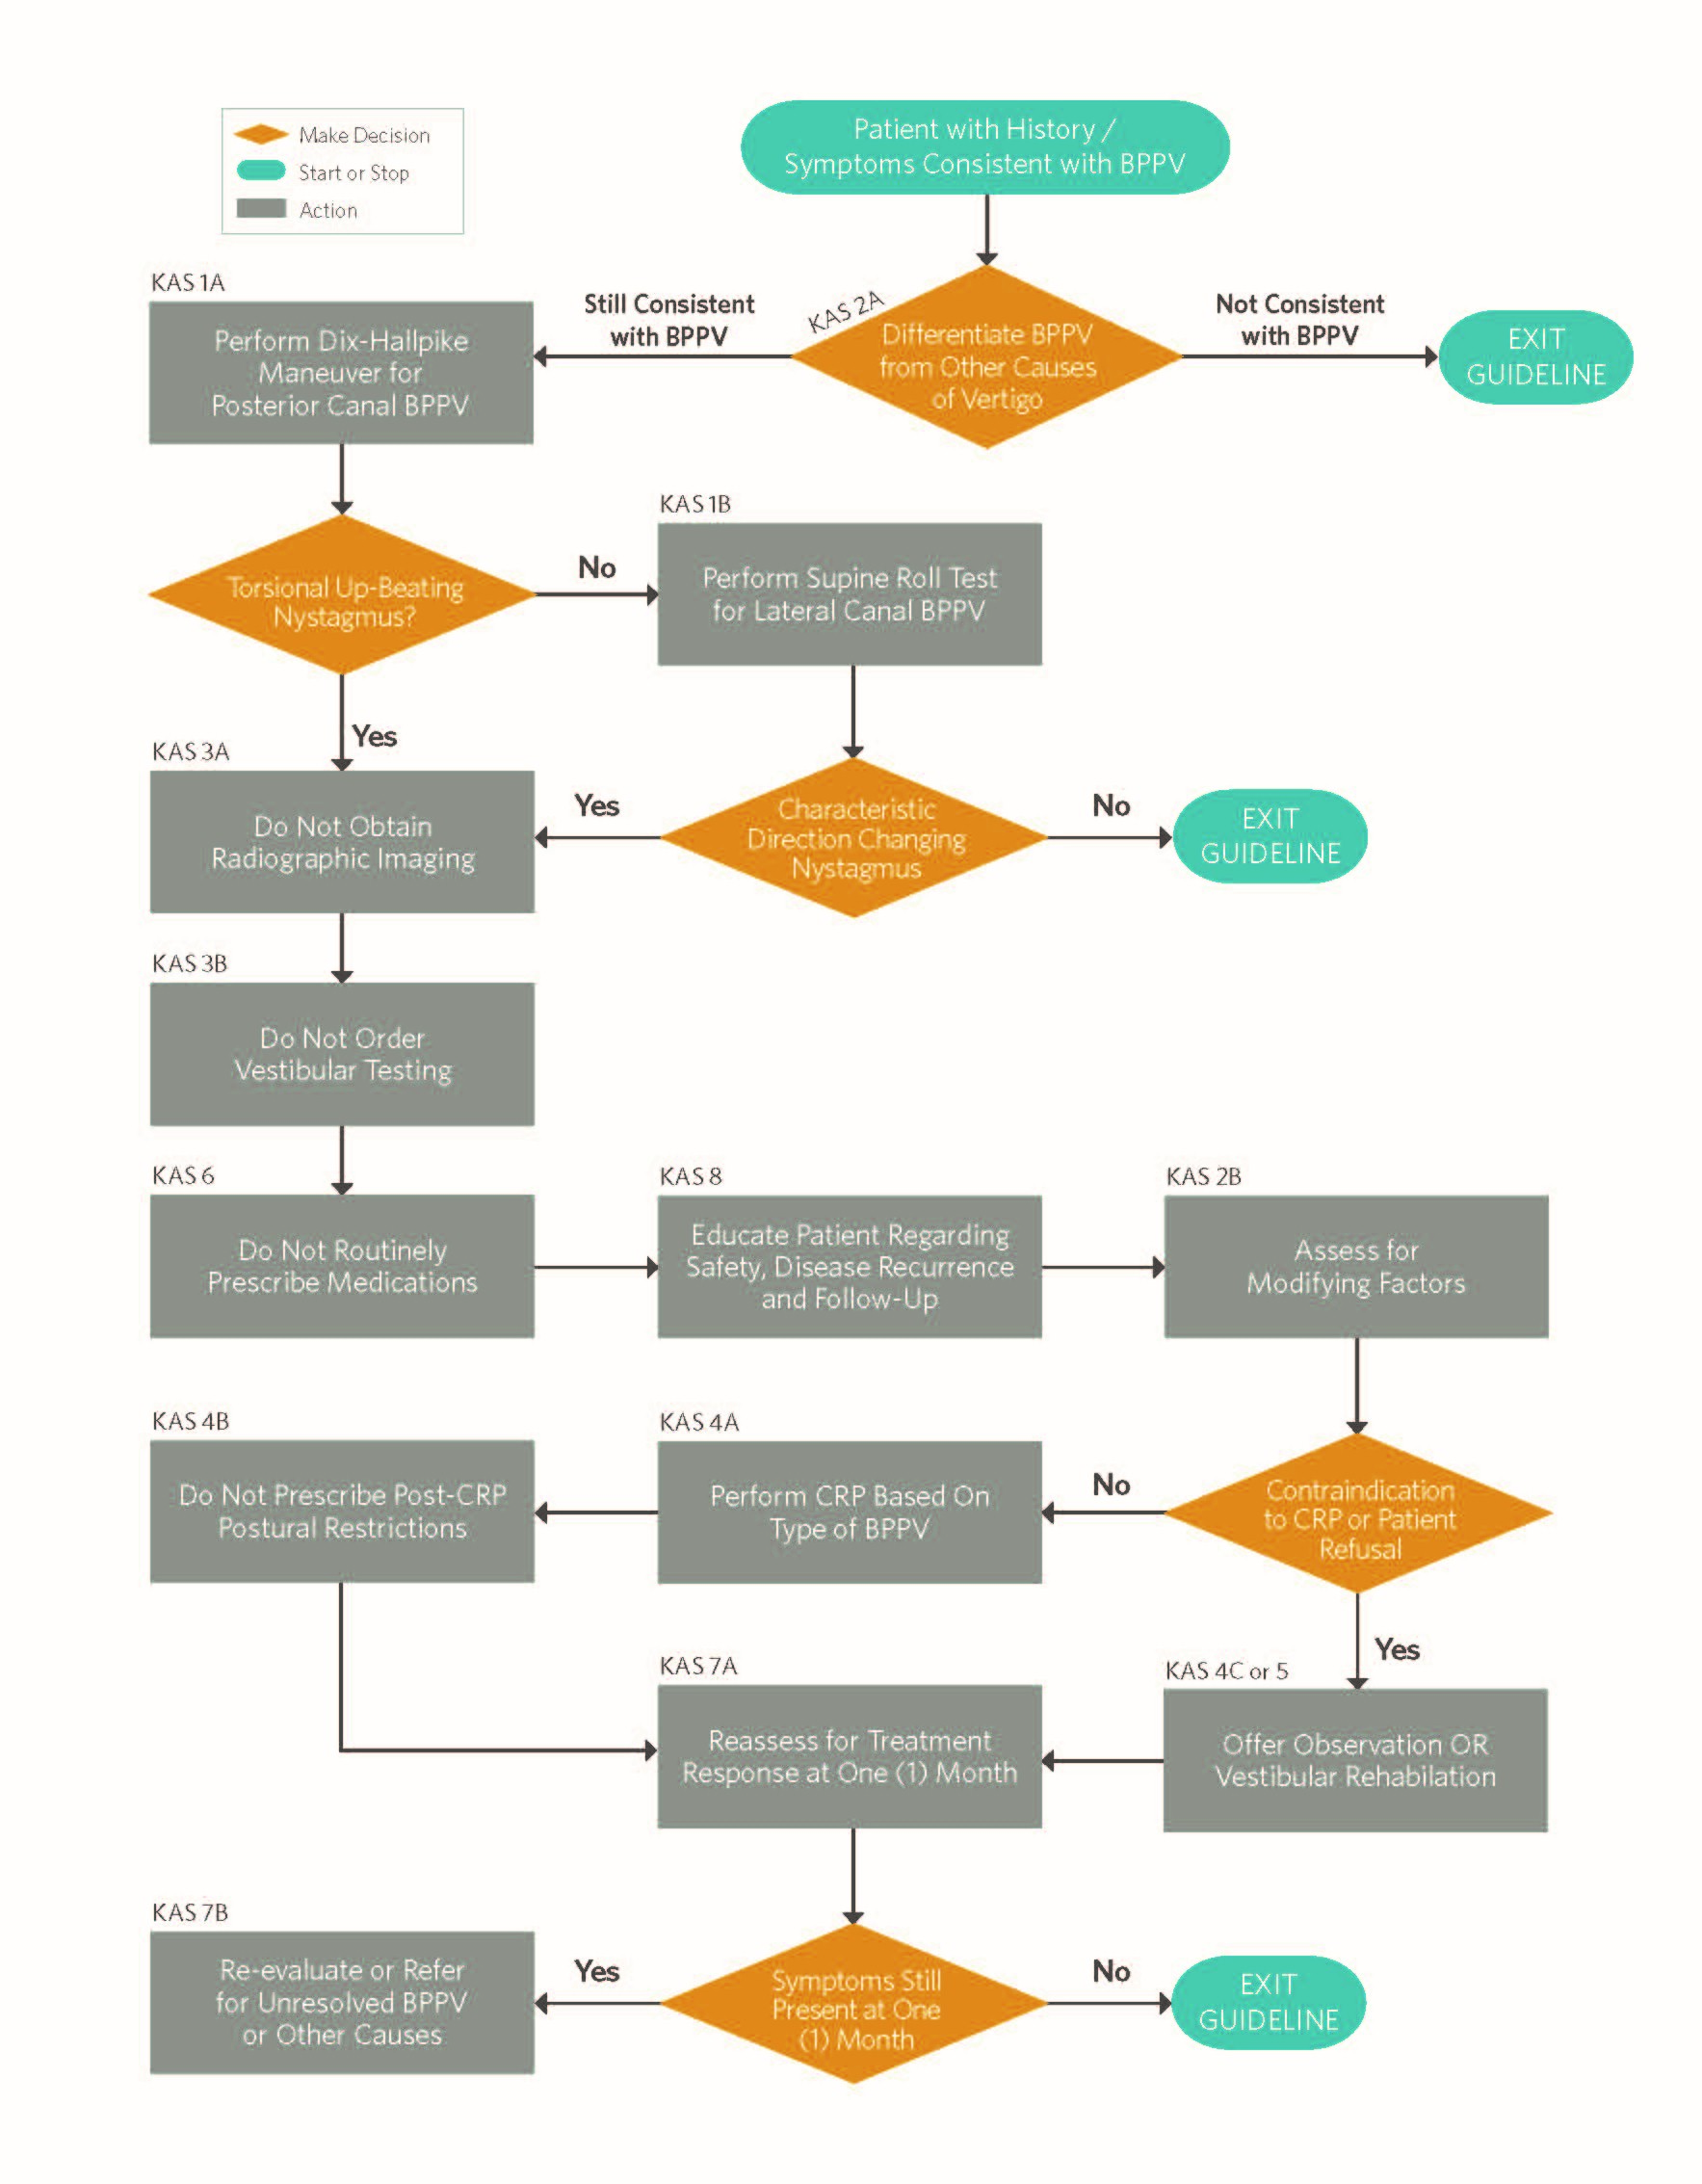 Make Decision
Start or Stop
Action
Patient with History /
Symptoms Consistent with BPPV
KAS 2A
Differentiate BPPV
from Other Causes
of Vertigo
Still Consistent
with BPPV
Not Consistent
with BPPV
EXIT
GUIDELINE
KAS 1A
Perform Dix-Hallpike
Maneuver for
Posterior Canal BPPV
Torsional Up-Beating
Nystagmus?
No
KAS 1B
Perform Supine Roll Test
for Lateral Canal BPPV
Yes
KAS 3A
Do Not Obtain
Radiographic Imaging
Yes
Characteristic
Direction Changing
Nystagmus
No
EXIT
GUIDELINE
KAS 3B
Do Not Order
Vestibular Testing
KAS 6
Do Not Routinely
Prescribe Medications
KAS 8
Educate Patient Regarding
Safety, Disease Recurrence
and Follow-Up
KAS 2B
Assess for
Modifying Factors
KAS 4B
Do Not Prescribe Post-CRP
Postural Restrictions
KAS 4A
Perform CRP Based On
Type of BPPV
No
Contraindication
to CRP or Patient
Refusal
Yes
KAS 7A
Reassess for Treatment
Response at One (1) Month
KAS 4C or 5
Offer Observation OR
Vestibular Rehabilation
KAS 7B
Re-evaluate or Refer
for Unresolved BPPV
or Other Causes
Yes
Symptoms Still
Present at One
(1) Month
No
EXIT
GUIDELINE